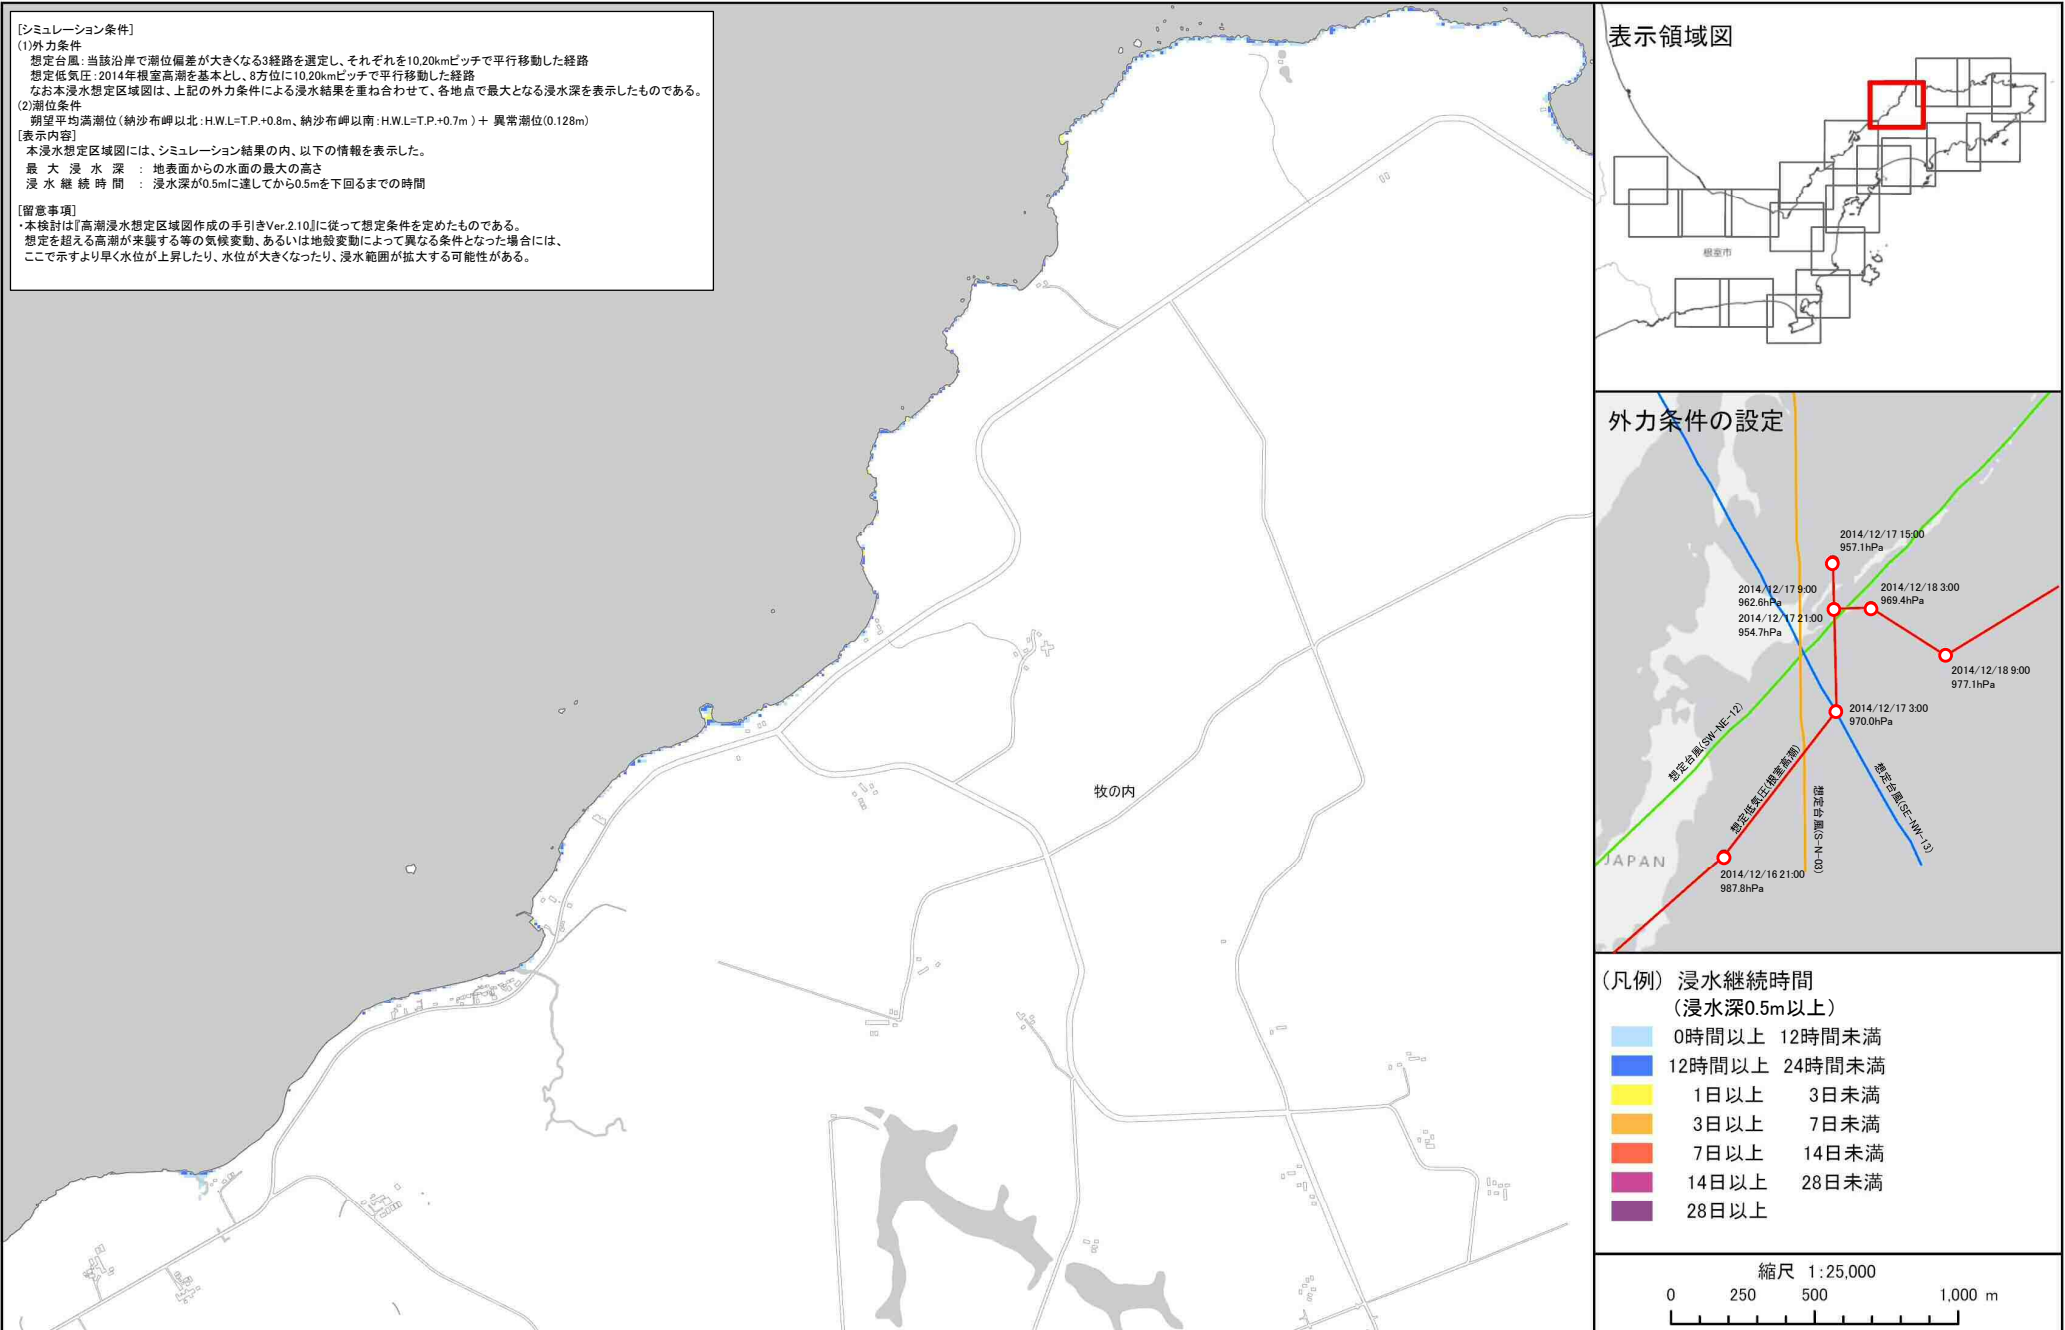 [シミュレーション条件]
(1)外力条件
想定台風：当該沿岸で潮位偏差が大きくなる3経路を選定し、それぞれを10,20kmピッチで平行移動した経路
想定低気圧：2014年根室高潮を基本とし、8方位に10,20kmピッチで平行移動した経路
なお本浸水想定区域図は、上記の外力条件による浸水結果を重ね合わせて、各地点で最大となる浸水深を表示したものである。
(2)潮位条件
朔望平均満潮位（納沙布岬以北：H.W.L=T.P.+0.8m、納沙布岬以南：H.W.L=T.P.+0.7m ）＋ 異常潮位(0.128m)
[表示内容]
本浸水想定区域図には、シミュレーション結果の内、以下の情報を表示した。
最 大 浸 水 深 ： 地表面からの水面の最大の高さ
浸 水 継 続 時 間 ： 浸水深が0.5mに達してから0.5mを下回るまでの時間
[留意事項]
・本検討は『高潮浸水想定区域図作成の手引きVer.2.10』に従って想定条件を定めたものである。
想定を超える高潮が来襲する等の気候変動、あるいは地殻変動によって異なる条件となった場合には、
ここで示すより早く水位が上昇したり、水位が大きくなったり、浸水範囲が拡大する可能性がある。
牧の内
表示領域図
根室市
外力条件の設定
2014/12/17 15:00
957.1hPa
2014/12/17 9:00
962.6hPa
2014/12/17 21:00
954.7hPa
2014/12/18 3:00
969.4hPa
2014/12/18 9:00
977.1hPa
2014/12/17 3:00
970.0hPa
想定台風(SW-NE-12)
想定低気圧(根室高潮)
想定台風(S-N-03)
想定台風(SE-NW-13)
JAPAN
2014/12/16 21:00
987.8hPa
（凡例） 浸水継続時間
（浸水深0.5m以上）
0時間以上 12時間未満
12時間以上 24時間未満
1日以上 3日未満
3日以上 7日未満
7日以上 14日未満
14日以上 28日未満
28日以上
縮尺 1:25,000
0 250 500 1,000 m